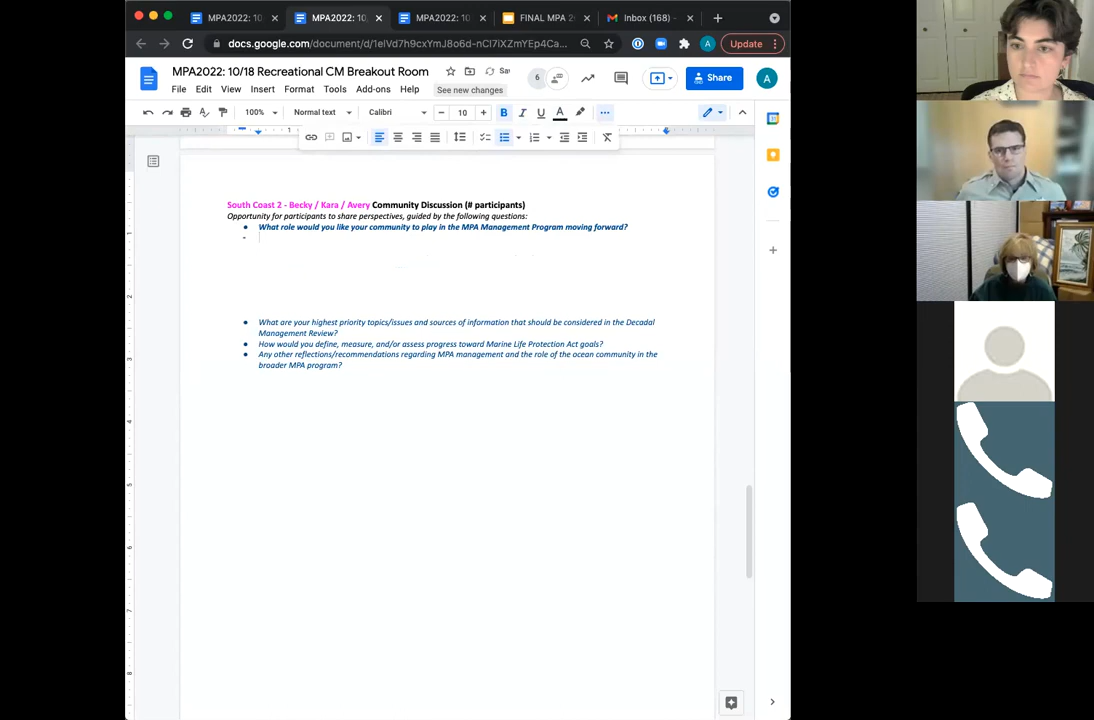 MPA2022: 10
MPA2022: 10
MPA2022: 10
FINAL MPA 2
Inbox (168) -
docs.google.com/document/d/1elVd7h9cxYmJ8o6d-nCl7iXZmYEp4Ca...
A
Update
MPA2022: 10/18 Recreational CM Breakout Room
6
Share
A
File Edit View Insert Format Tools Add-ons Help
See new changes
100%
Normal text
Calibri
10
B I U A
South Coast 2 - Becky / Kara / Avery Community Discussion (# participants)
Opportunity for participants to share perspectives, guided by the following questions:
● What role would you like your community to play in the MPA Management Program moving forward?
-
● What are your highest priority topics/issues and sources of information that should be considered in the Decadal
Management Review?
● How would you define, measure, and/or assess progress toward Marine Life Protection Act goals?
● Any other reflections/recommendations regarding MPA management and the role of the ocean community in the
broader MPA program?